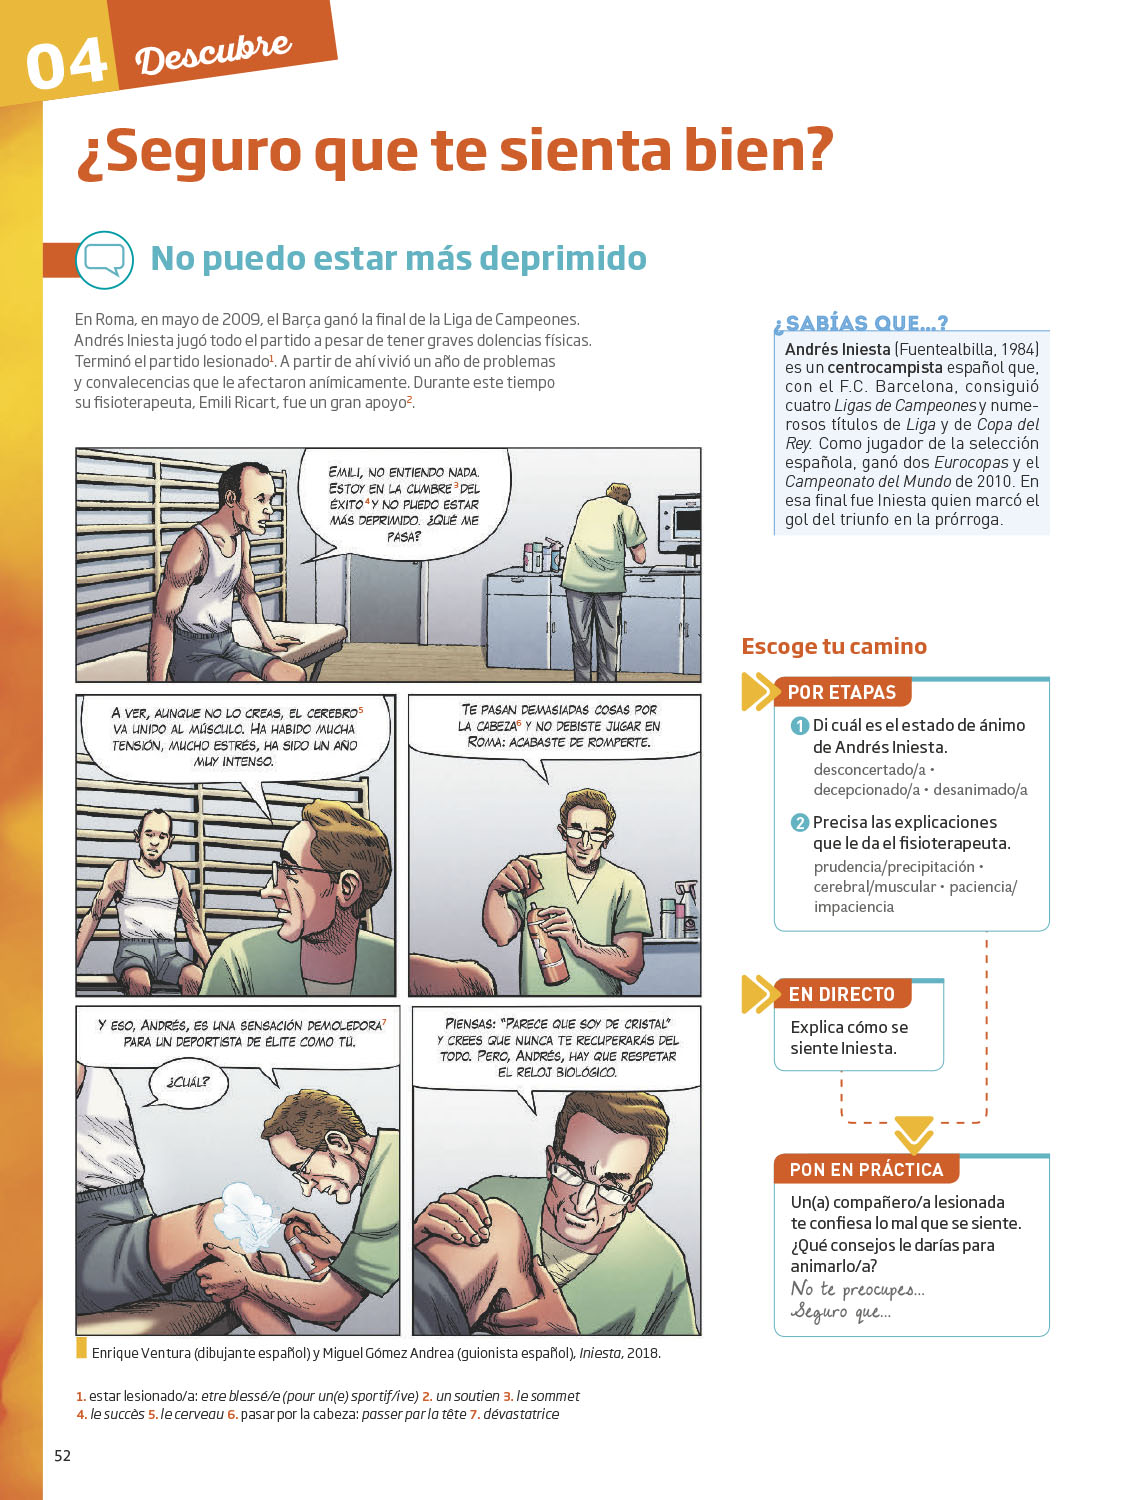 04 Descubre
¿Seguro que te sienta bien?
No puedo estar más deprimido
En Roma, en mayo de 2009, el Barça ganó la final de la Liga de Campeones.
Andrés Iniesta jugó todo el partido a pesar de tener graves dolencias físicas.
Terminó el partido lesionado1. A partir de ahí vivió un año de problemas
y convalecencias que le afectaron anímicamente. Durante este tiempo
su fisioterapeuta, Emili Ricart, fue un gran apoyo2.
¿SABÍAS QUE...?
Andrés Iniesta (Fuentealbilla, 1984)
es un centrocampista español que,
con el F.C. Barcelona, consiguió
cuatro Ligas de Campeones y nume-
rosos títulos de Liga y de Copa del
Rey. Como jugador de la selección
española, ganó dos Eurocopas y el
Campeonato del Mundo de 2010. En
esa final fue Iniesta quien marcó el
gol del triunfo en la prórroga.
EMILI, NO ENTIENDO NADA.
ESTOY EN LA CUMBRE3 DEL
ÉXITO4 Y NO PUEDO ESTAR
MÁS DEPRIMIDO. ¿QUÉ ME
PASA?
A VER, AUNQUE NO LO CREAS, EL CEREBRO5
VA UNIDO AL MÚSCULO. HA HABIDO MUCHA
TENSIÓN, MUCHO ESTRÉS, HA SIDO UN AÑO
MUY INTENSO.
TE PASAN DEMASIADAS COSAS POR
LA CABEZA6 Y NO DEBISTE JUGAR EN
ROMA: ACABASTE DE ROMPERTE.
Y ESO, ANDRÉS, ES UNA SENSACIÓN DEMOLEDORA7
PARA UN DEPORTISTA DE ÉLITE COMO TÚ.
¿CUÁL?
PIENSAS: "PARECE QUE SOY DE CRISTAL"
Y CREES QUE NUNCA TE RECUPERARÁS DEL
TODO. PERO, ANDRÉS, HAY QUE RESPETAR
EL RELOJ BIOLÓGICO.
Enrique Ventura (dibujante español) y Miguel Gómez Andrea (guionista español), Iniesta, 2018.
1. estar lesionado/a: etre blessé/e (pour un(e) sportif/ive) 2. un soutien 3. le sommet
4. le succès 5. le cerveau 6. pasar por la cabeza: passer par la tête 7. dévastatrice
Escoge tu camino
POR ETAPAS
1 Di cuál es el estado de ánimo
de Andrés Iniesta.
desconcertado/a •
decepcionado/a • desanimado/a
2 Precisa las explicaciones
que le da el fisioterapeuta.
prudencia/precipitación •
cerebral/muscular • paciencia/
impaciencia
EN DIRECTO
Explica cómo se
siente Iniesta.
PON EN PRÁCTICA
Un(a) compañero/a lesionada
te confiesa lo mal que se siente.
¿Qué consejos le darías para
animarlo/a?
No te preocupes...
Seguro que...
52